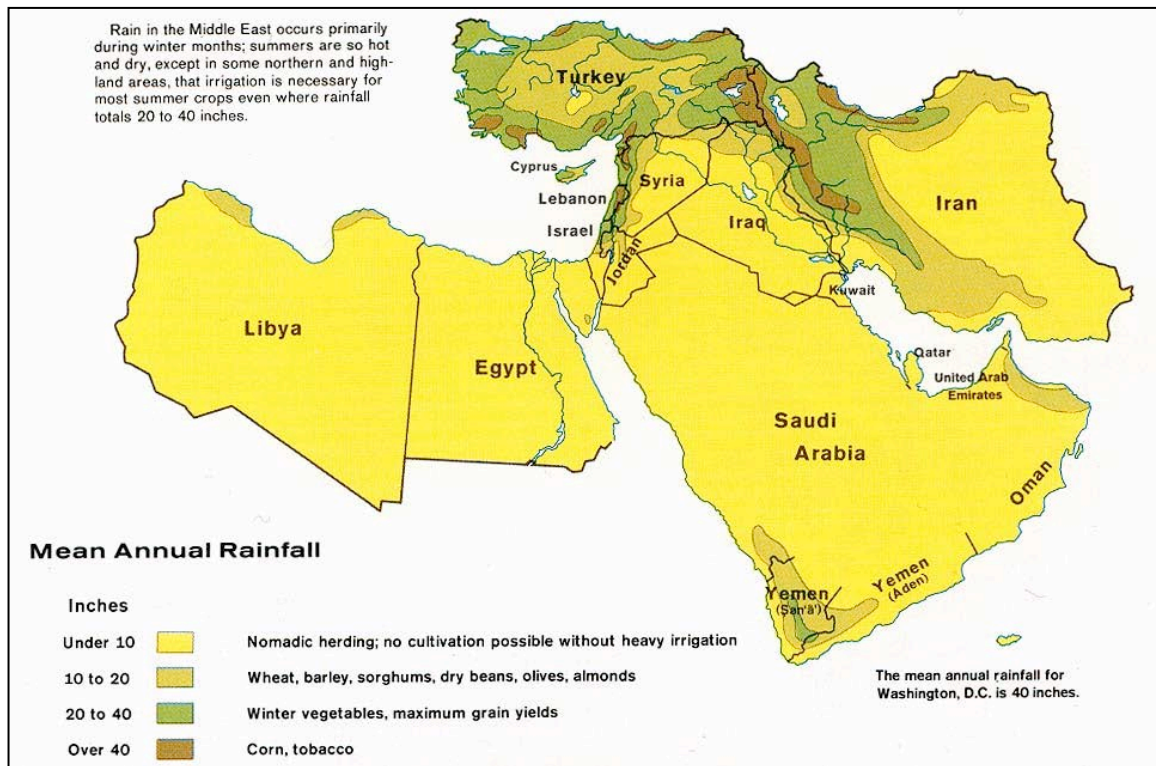 Rain in the Middle East occurs primarily
during winter months; summers are so hot
and dry, except in some northern and high-
land areas, that irrigation is necessary for
most summer crops even where rainfall
totals 20 to 40 inches.
Turkey
Cyprus
Lebanon
Syria
Israel
Jordan
Iraq
Iran
Kuwait
Libya
Egypt
Qatar
United Arab
Emirates
Saudi
Arabia
Oman
Yemen
(Aden)
Yemen
(Ṣan'ā')
Mean Annual Rainfall
Inches
Under 10 Nomadic herding; no cultivation possible without heavy irrigation
10 to 20 Wheat, barley, sorghums, dry beans, olives, almonds
20 to 40 Winter vegetables, maximum grain yields
Over 40 Corn, tobacco
The mean annual rainfall for
Washington, D.C. is 40 inches.